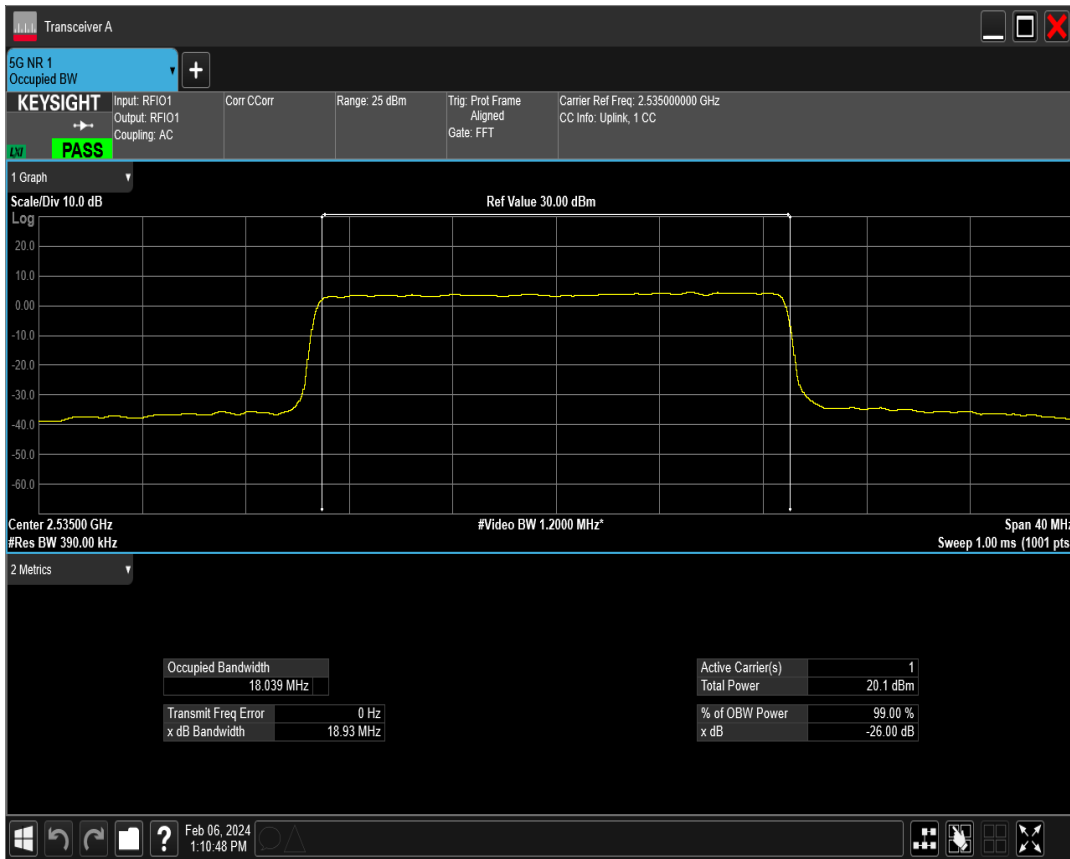 Transceiver A
5G NR 1
Occupied BW
+
KEYSIGHT
LXI
PASS
Input: RFIO1
Output: RFIO1
Coupling: AC
Corr CCorr
Range: 25 dBm
Trig: Prot Frame
Aligned
Gate: FFT
Carrier Ref Freq: 2.535000000 GHz
CC Info: Uplink, 1 CC
1 Graph
Scale/Div 10.0 dB
Ref Value 30.00 dBm
Log
20.0
10.0
0.00
-10.0
-20.0
-30.0
-40.0
-50.0
-60.0
Center 2.53500 GHz
#Video BW 1.2000 MHz*
Span 40 MHz
#Res BW 390.00 kHz
Sweep 1.00 ms (1001 pts
2 Metrics
Occupied Bandwidth
18.039 MHz
Transmit Freq Error 0 Hz
x dB Bandwidth 18.93 MHz
Active Carrier(s) 1
Total Power 20.1 dBm
% of OBW Power 99.00 %
x dB -26.00 dB
?
Feb 06, 2024
1:10:48 PM